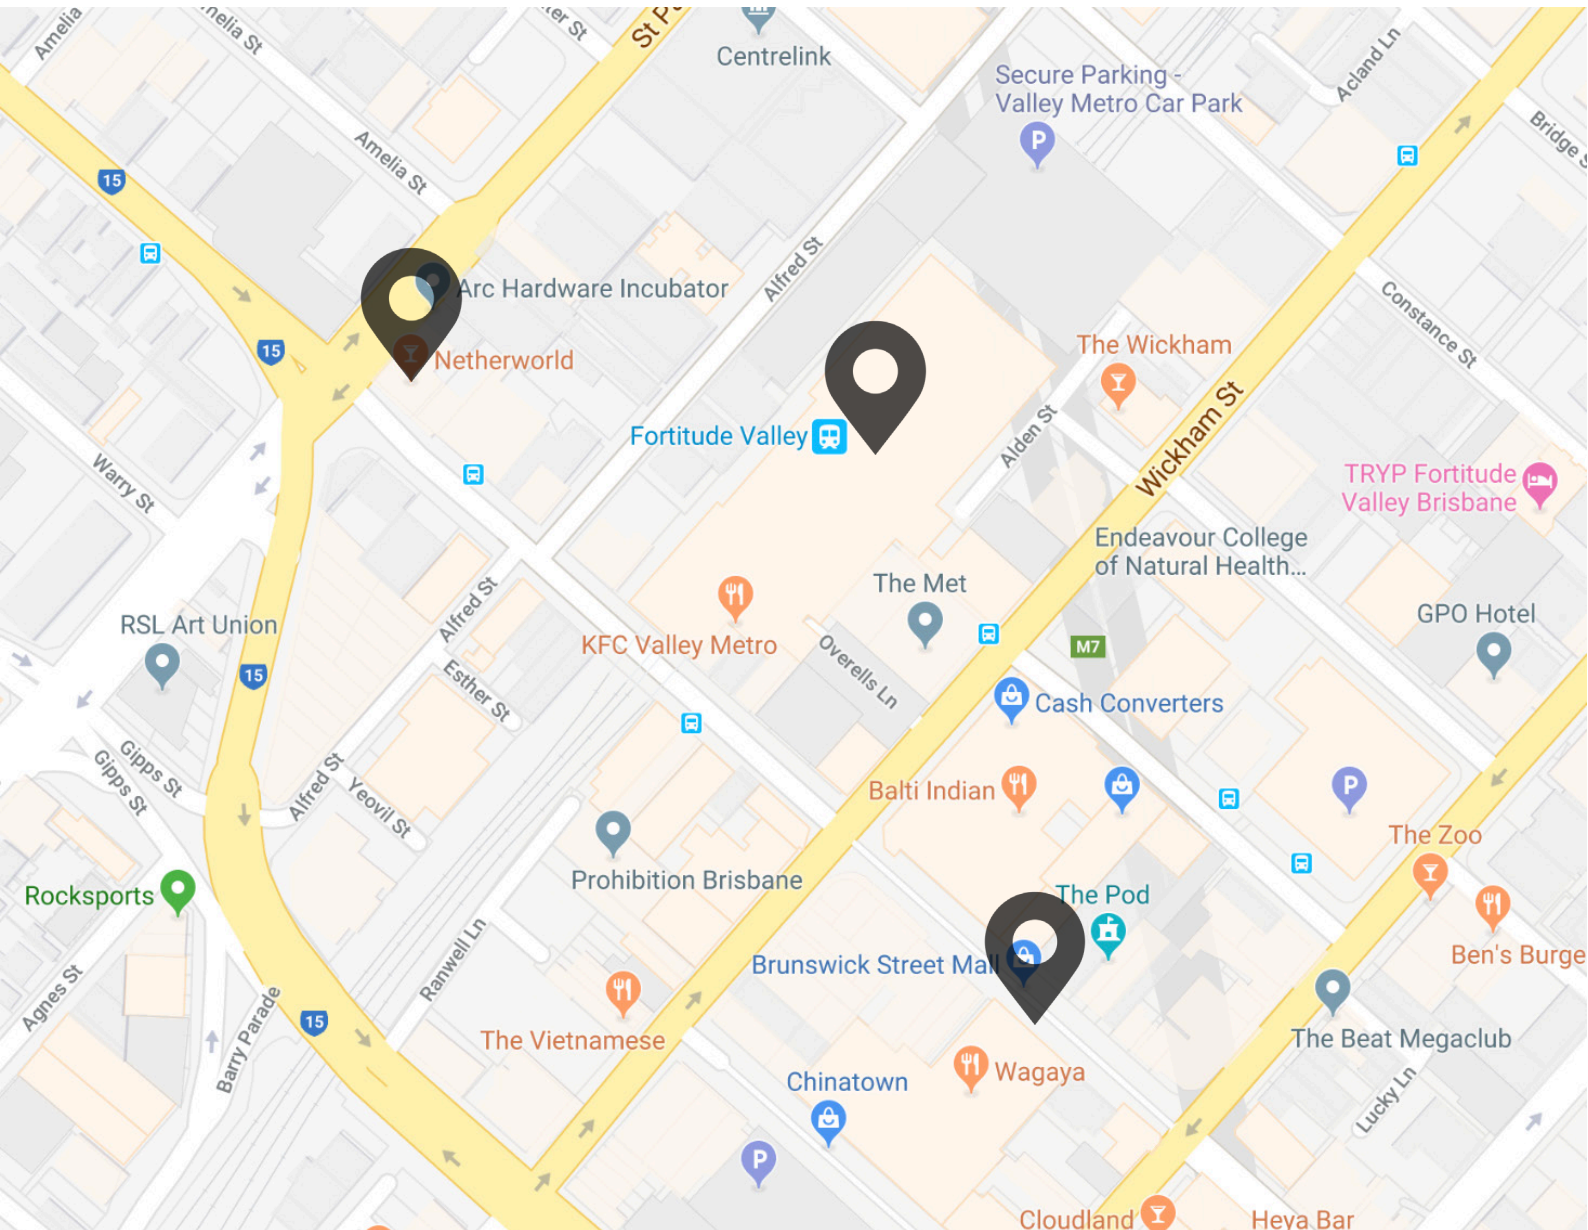 Amelia
nelia St
er St
St P
Centrelink
Secure Parking -
Valley Metro Car Park
Acland Ln
Bridge S
15
Amelia St
P
Alfred St
Arc Hardware Incubator
Constance St
15
Netherworld
The Wickham
Fortitude Valley
Alden St
Wickham St
TRYP Fortitude
Valley Brisbane
Warry St
Endeavour College
of Natural Health...
The Met
Alfred St
GPO Hotel
RSL Art Union
KFC Valley Metro
M7
Overells Ln
15
Esther St
Cash Converters
Gipps St
Gipps St
Alfred St
Yeovil St
Balti Indian
P
The Zoo
Prohibition Brisbane
Rocksports
The Pod
Ranwell Ln
Brunswick Street Mall
Ben's Burge
Agnes St
15
Barry Parade
The Vietnamese
The Beat Megaclub
Chinatown
Wagaya
Lucky Ln
P
Cloudland
Heya Bar